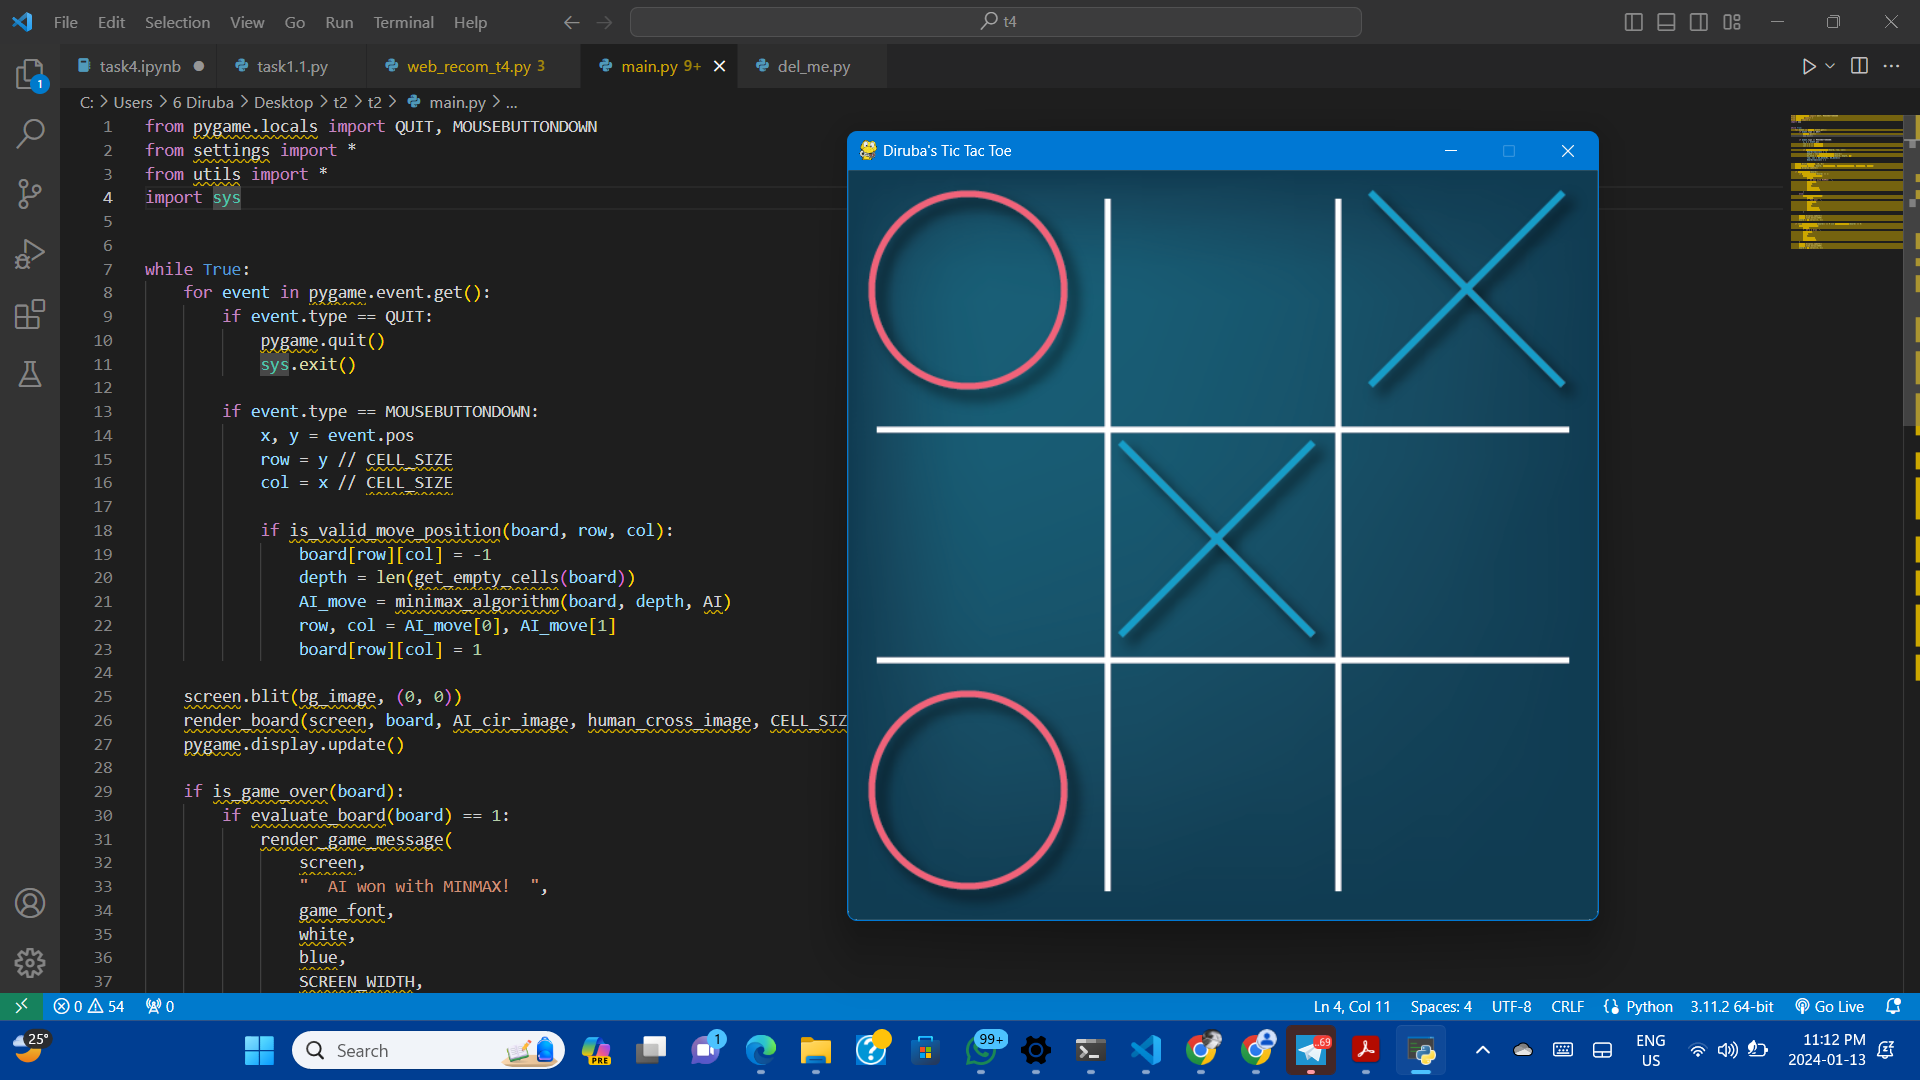 File Edit Selection View Go Run Terminal Help
t4
task4.ipynb task1.1.py web_recom_t4.py 3 main.py 9+ del_me.py
1
C: > Users > 6 Diruba > Desktop > t2 > t2 > main.py > ...
1 from pygame.locals import QUIT, MOUSEBUTTONDOWN
2 from settings import *
3 from utils import *
4 import sys
5
6
7 while True:
8 for event in pygame.event.get():
9 if event.type == QUIT:
10 pygame.quit()
11 sys.exit()
12
13 if event.type == MOUSEBUTTONDOWN:
14 x, y = event.pos
15 row = y // CELL_SIZE
16 col = x // CELL_SIZE
17
18 if is_valid_move_position(board, row, col):
19 board[row][col] = -1
20 depth = len(get_empty_cells(board))
21 AI_move = minimax_algorithm(board, depth, AI)
22 row, col = AI_move[0], AI_move[1]
23 board[row][col] = 1
24
25 screen.blit(bg_image, (0, 0))
26 render_board(screen, board, AI_cir_image, human_cross_image, CELL_SIZ
27 pygame.display.update()
28
29 if is_game_over(board):
30 if evaluate_board(board) == 1:
31 render_game_message(
32 screen,
33 "  AI won with MINMAX!  ",
34 game_font,
35 white,
36 blue,
37 SCREEN_WIDTH,
Diruba's Tic Tac Toe
0 54 0
Ln 4, Col 11 Spaces: 4 UTF-8 CRLF {} Python 3.11.2 64-bit Go Live
25°
Search
PRE
1
99+
.69
ENG
US
11:12 PM
2024-01-13